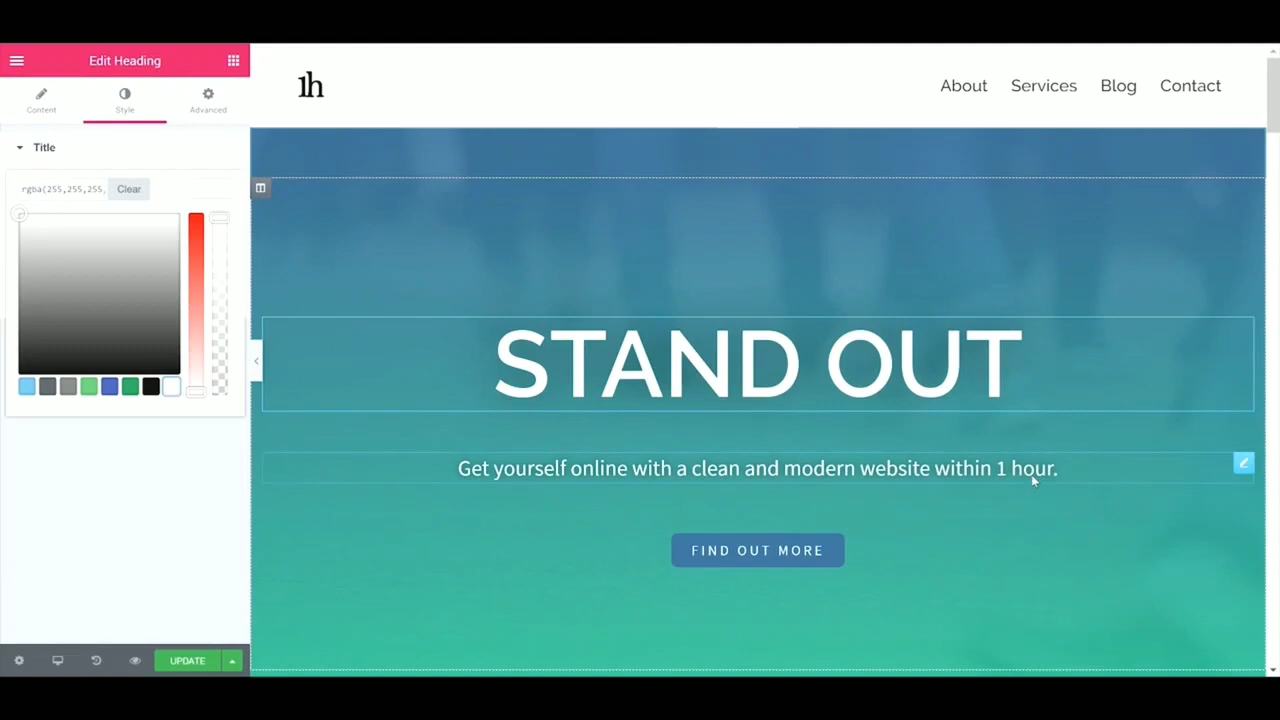 Edit Heading
Content
Style
Advanced
Title
rgba(255,255,255,
Clear
UPDATE
1h
About
Services
Blog
Contact
STAND OUT
Get yourself online with a clean and modern website within 1 hour.
FIND OUT MORE